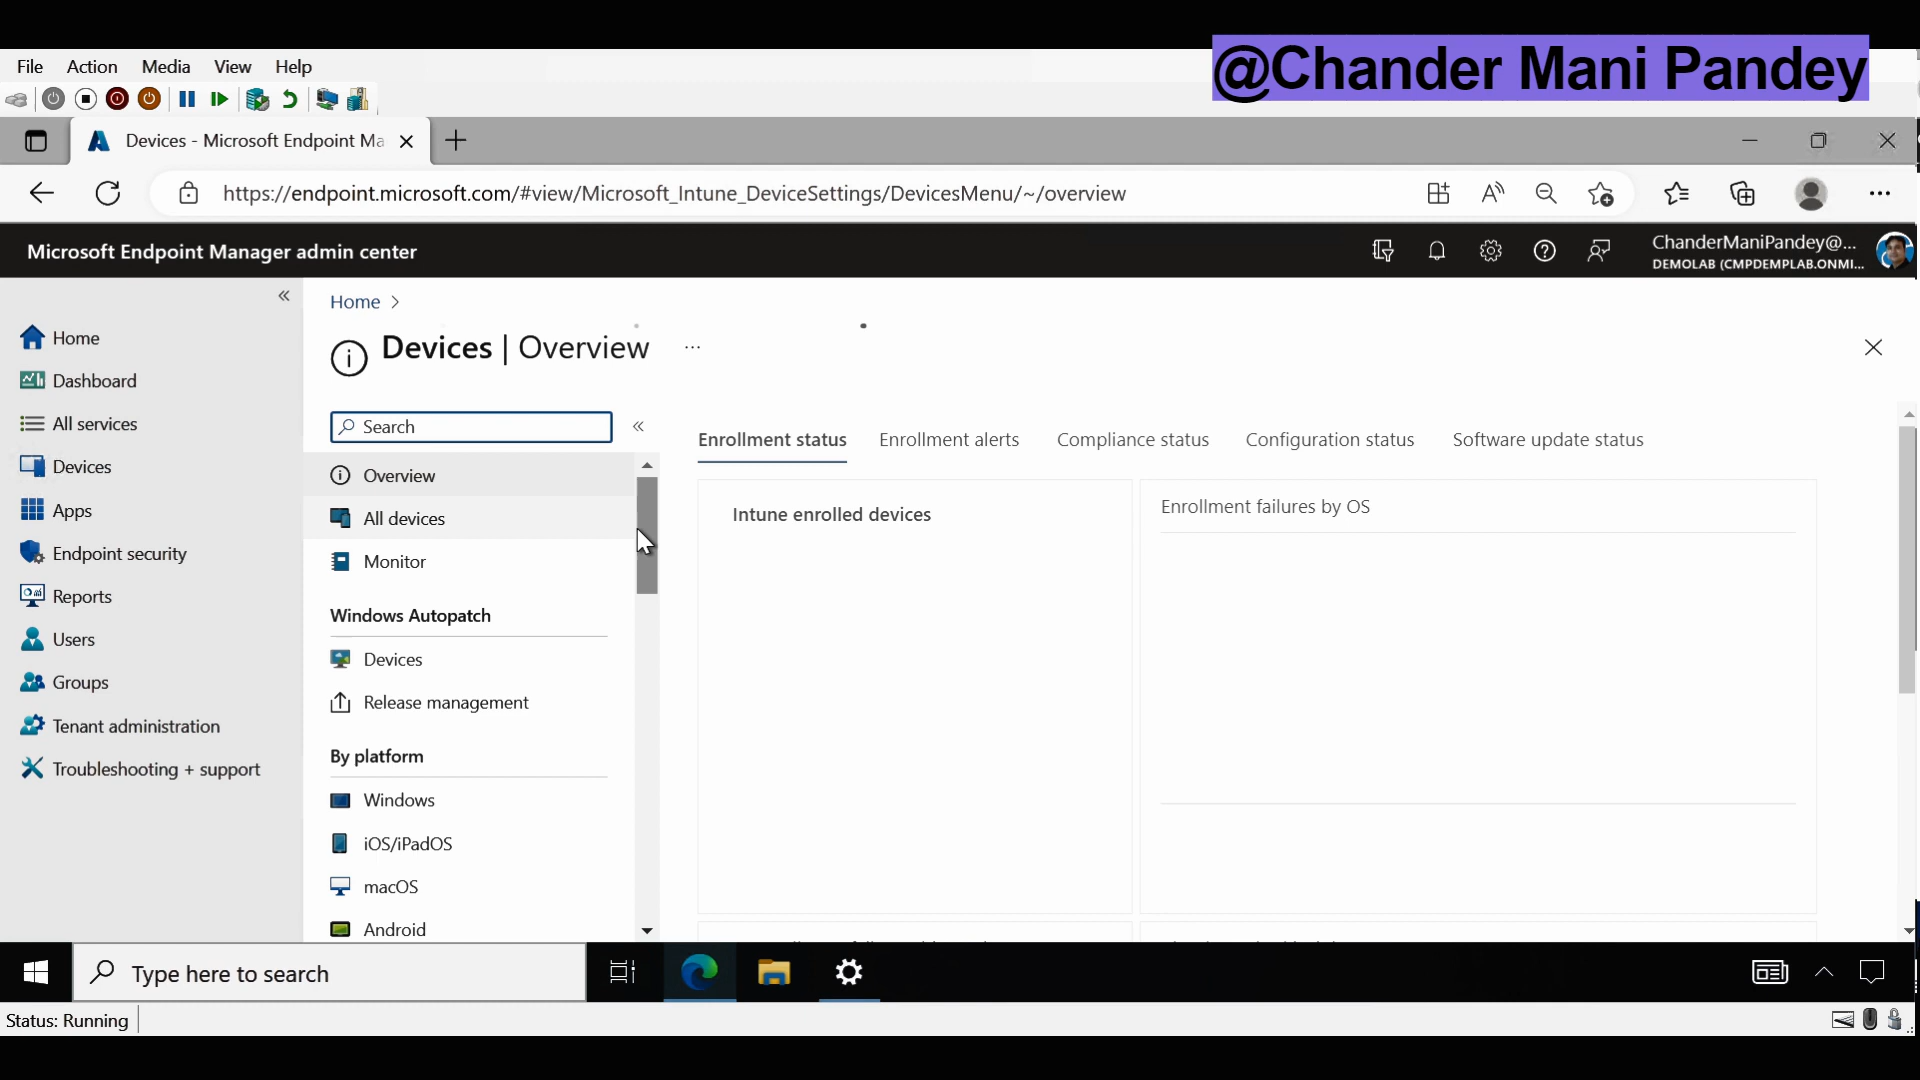 @Chander Mani Pandey
File Action Media View Help
Devices - Microsoft Endpoint Ma
https://endpoint.microsoft.com/#view/Microsoft_Intune_DeviceSettings/DevicesMenu/~/overview
Microsoft Endpoint Manager admin center
ChanderManiPandey@...
DEMOLAB (CMPDEMPLAB.ONMI...
Home
Dashboard
All services
Devices
Apps
Endpoint security
Reports
Users
Groups
Tenant administration
Troubleshooting + support
Home >
Devices | Overview ...
Search
Overview
All devices
Monitor
Windows Autopatch
Devices
Release management
By platform
Windows
iOS/iPadOS
macOS
Android
Enrollment status Enrollment alerts Compliance status Configuration status Software update status
Intune enrolled devices
Enrollment failures by OS
Type here to search
Status: Running